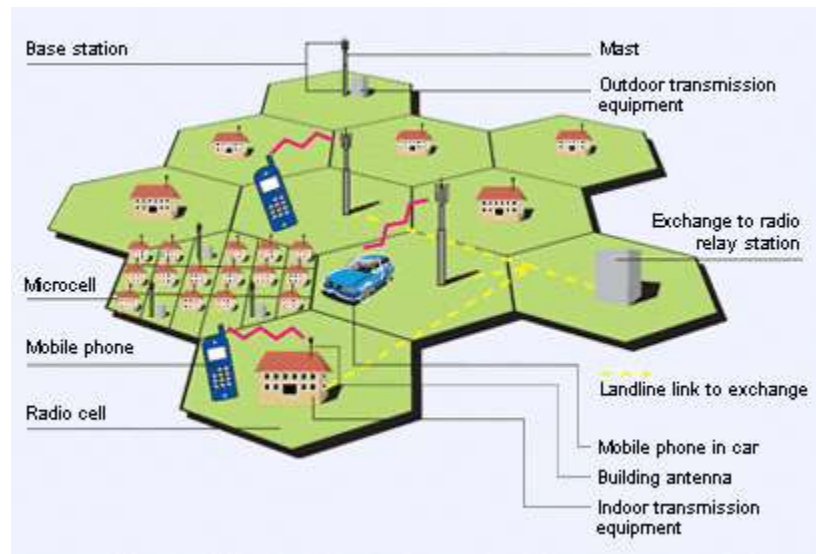 Base station
Mast
Outdoor transmission
equipment
Exchange to radio
relay station
Microcell
Mobile phone
Landline link to exchange
Radio cell
Mobile phone in car
Building antenna
Indoor transmission
equipment